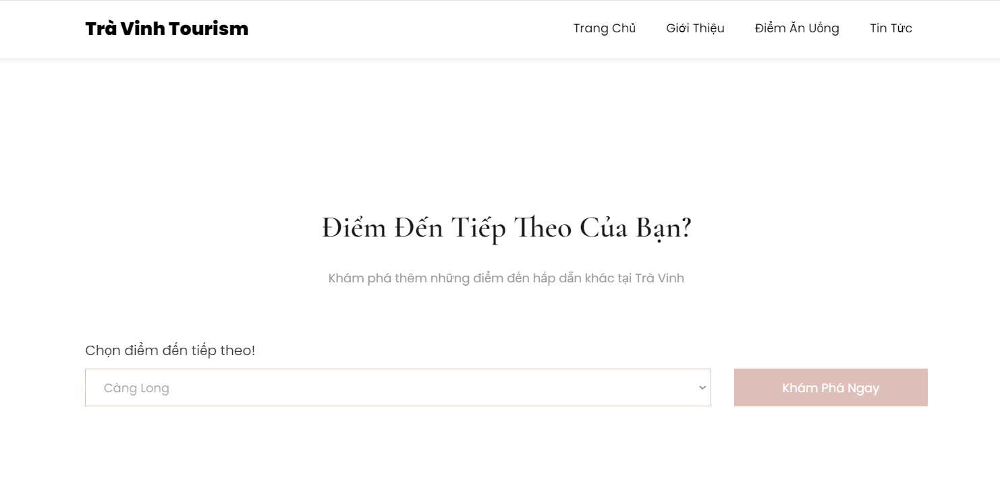 Trà Vinh Tourism
Trang Chủ Giới Thiệu Điểm Ăn Uống Tin Tức
Điểm Đến Tiếp Theo Của Bạn?
Khám phá thêm những điểm đến hấp dẫn khác tại Trà Vinh
Chọn điểm đến tiếp theo!
Càng Long
Khám Phá Ngay